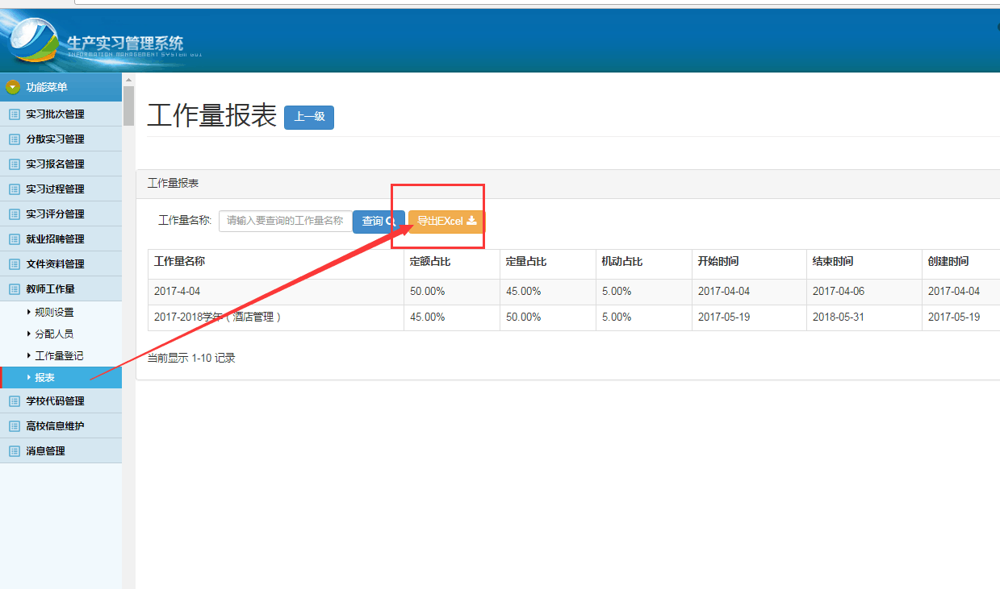 生产实习管理系统
INFORMATION MANAGEMENT SYSTEM GUI
功能菜单
实习批次管理
分散实习管理
实习报名管理
实习过程管理
实习评分管理
就业招聘管理
文件资料管理
教师工作量
规则设置
分配人员
工作量登记
报表
学校代码管理
高校信息维护
消息管理
工作量报表 上一级
工作量报表
工作量名称: 请输入要查询的工作量名称 查询 导出EXcel
工作量名称 定额占比 定量占比 机动占比 开始时间 结束时间 创建时间
2017-4-04 50.00% 45.00% 5.00% 2017-04-04 2017-04-06 2017-04-04
2017-2018学年（酒店管理） 45.00% 50.00% 5.00% 2017-05-19 2018-05-31 2017-05-19
当前显示 1-10 记录